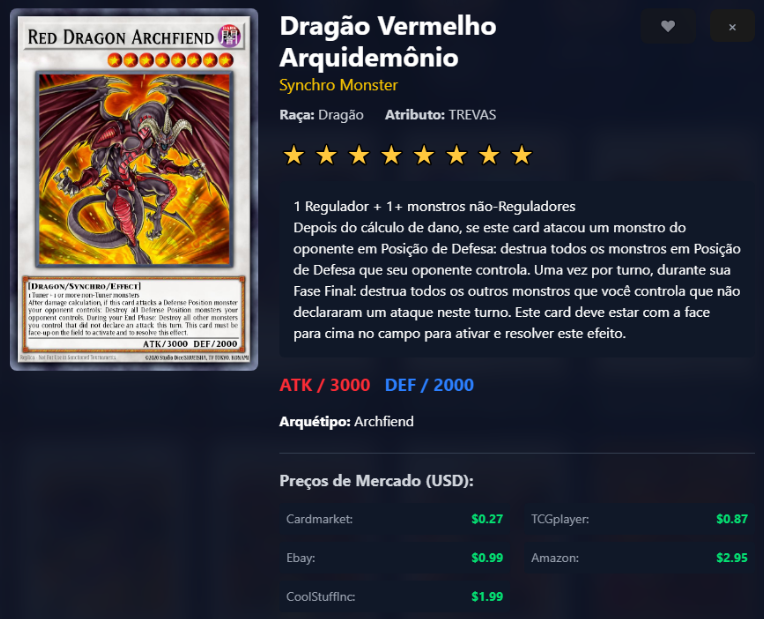 RED DRAGON ARCHFIEND
[DRAGON/SYNCHRO/EFFECT]
1 Tuner + 1 or more non-Tuner monsters
After damage calculation, if this card attacks a Defense Position monster
your opponent controls: Destroy all Defense Position monsters your
opponent controls. During your End Phase: Destroy all other monsters
you control that did not declare an attack this turn. This card must be
face-up on the field to activate and to resolve this effect.
ATK/3000 DEF/2000
Dragão Vermelho
Arquidemônio
×
Synchro Monster
Raça: Dragão Atributo: TREVAS
1 Regulador + 1+ monstros não-Reguladores
Depois do cálculo de dano, se este card atacou um monstro do
oponente em Posição de Defesa: destrua todos os monstros em Posição
de Defesa que seu oponente controla. Uma vez por turno, durante sua
Fase Final: destrua todos os outros monstros que você controla que não
declararam um ataque neste turno. Este card deve estar com a face
para cima no campo para ativar e resolver este efeito.
ATK / 3000 DEF / 2000
Arquétipo: Archfiend
Preços de Mercado (USD):
Cardmarket: $0.27 TCGplayer: $0.87
Ebay: $0.99 Amazon: $2.95
CoolStuffInc: $1.99